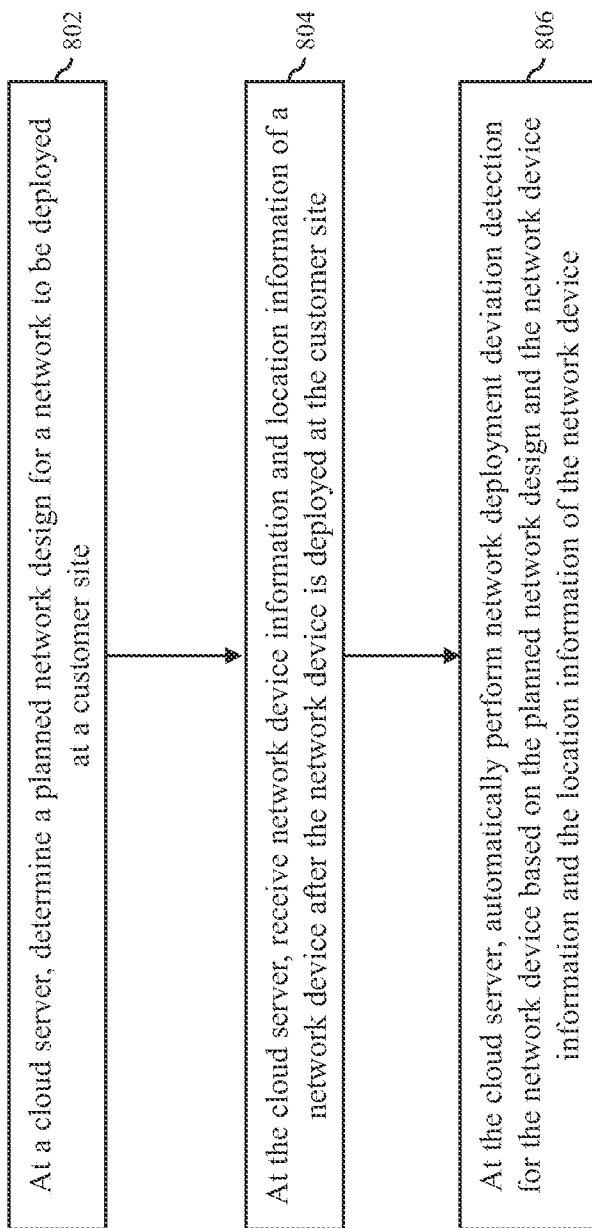 802
At a cloud server, determine a planned network design for a network to be deployed
at a customer site
804
At the cloud server, receive network device information and location information of a
network device after the network device is deployed at the customer site
806
At the cloud server, automatically perform network deployment deviation detection
for the network device based on the planned network design and the network device
information and the location information of the network device